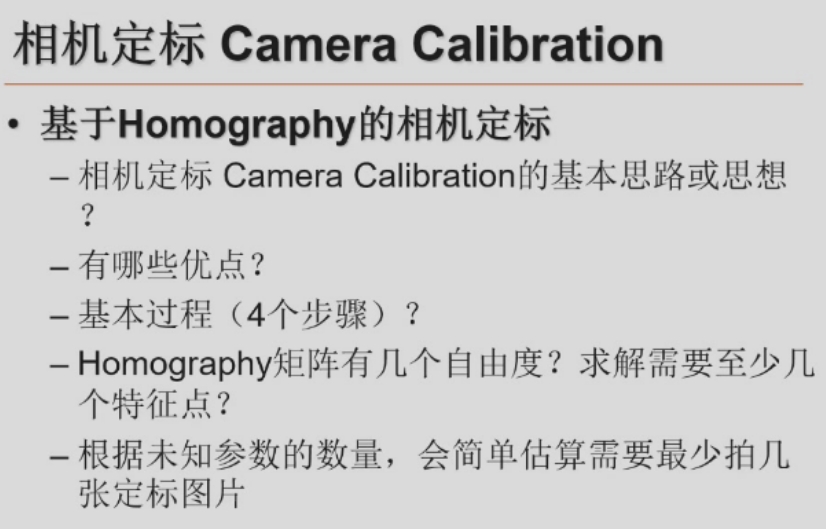 相机定标 Camera Calibration
• 基于Homography的相机定标
– 相机定标 Camera Calibration的基本思路或思想
？
– 有哪些优点？
– 基本过程（4个步骤）？
– Homography矩阵有几个自由度？求解需要至少几
个特征点？
– 根据未知参数的数量，会简单估算需要最少拍几
张定标图片